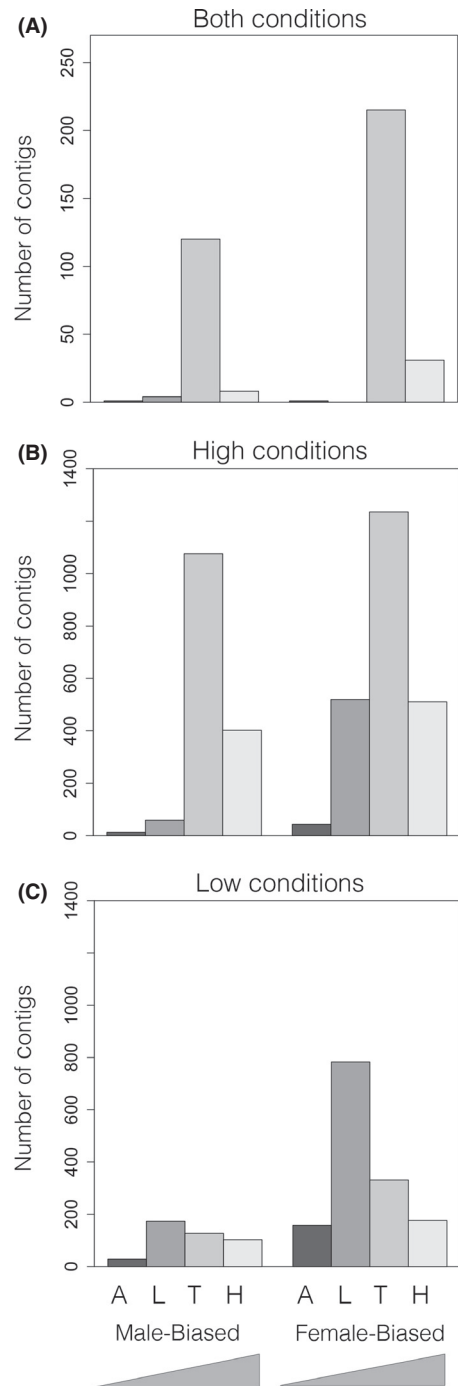 (A) Both conditions
250
200
150
100
50
0
Number of contigs
(B) High conditions
1400
1000
800
600
400
200
0
Number of contigs
(C) Low conditions
1400
1000
800
600
400
200
0
Number of contigs
A L T H A L T H
Male-Biased Female-Biased